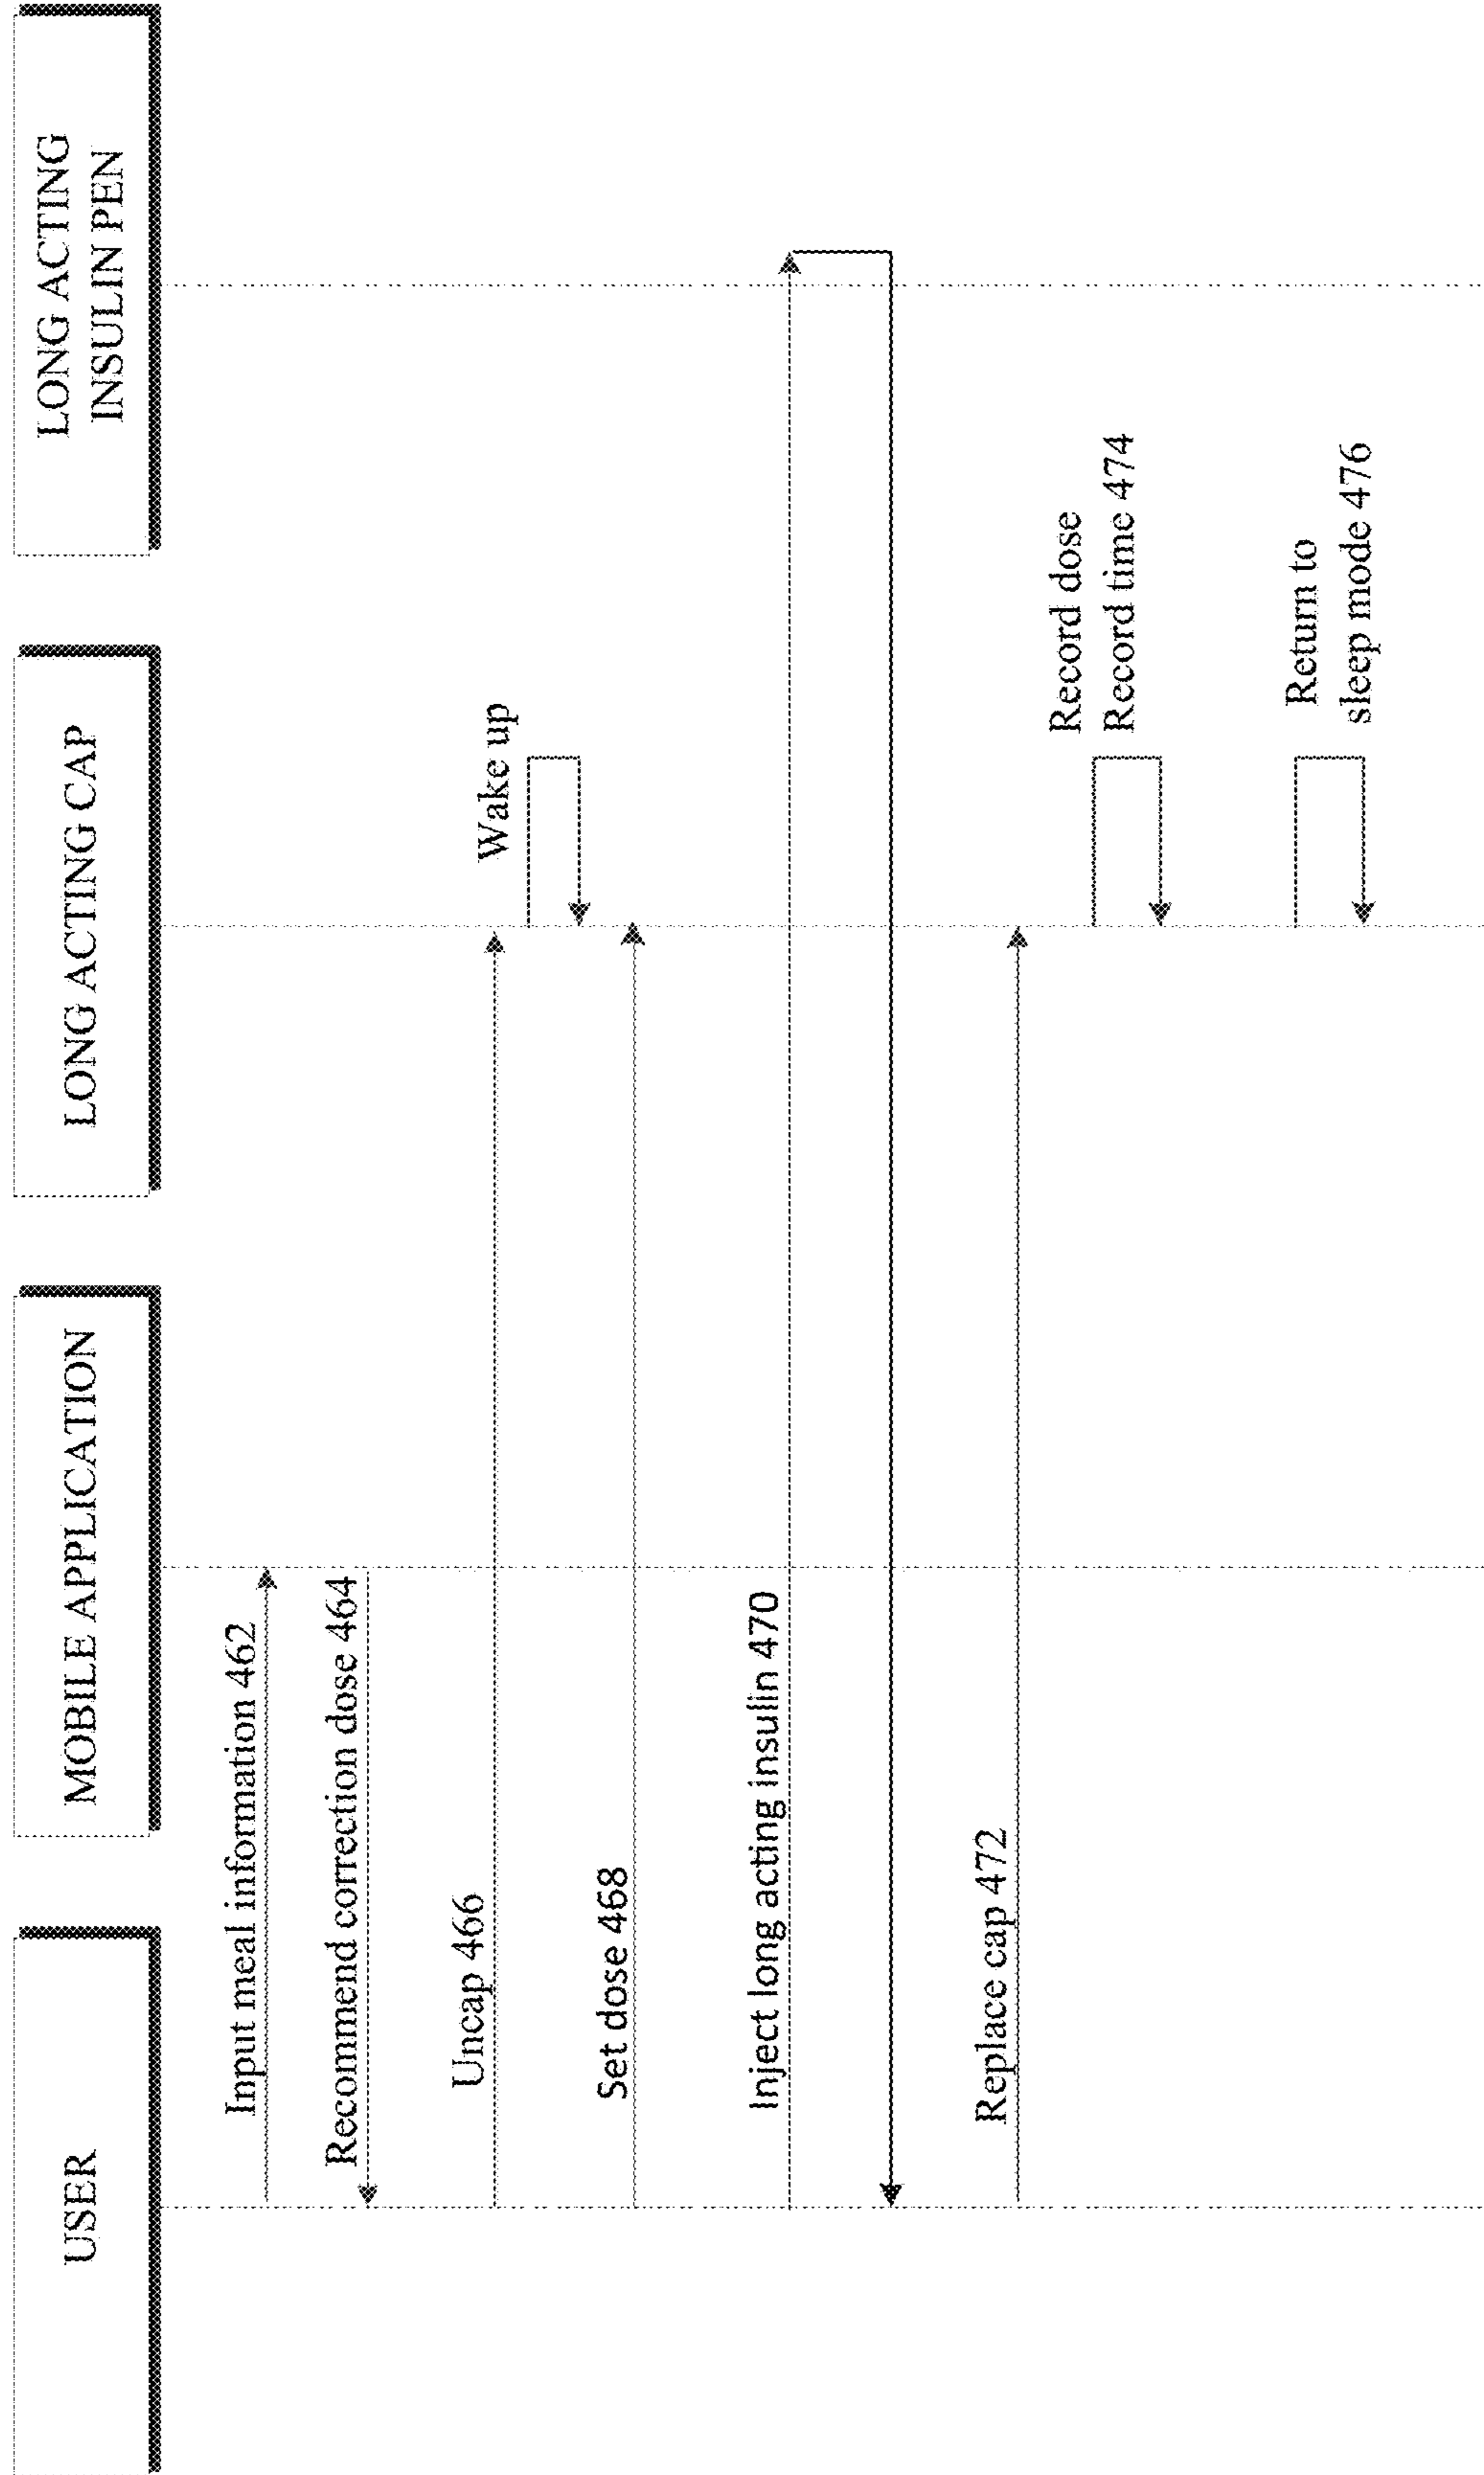 USER
MOBILE APPLICATION
LONG ACTING CAP
LONG ACTING
INSULIN PEN
Input meal information 462
Recommend correction dose 464
Uncap 466
Wake up
Set dose 468
Inject long acting insulin 470
Replace cap 472
Record dose
Record time 474
Return to
sleep mode 476